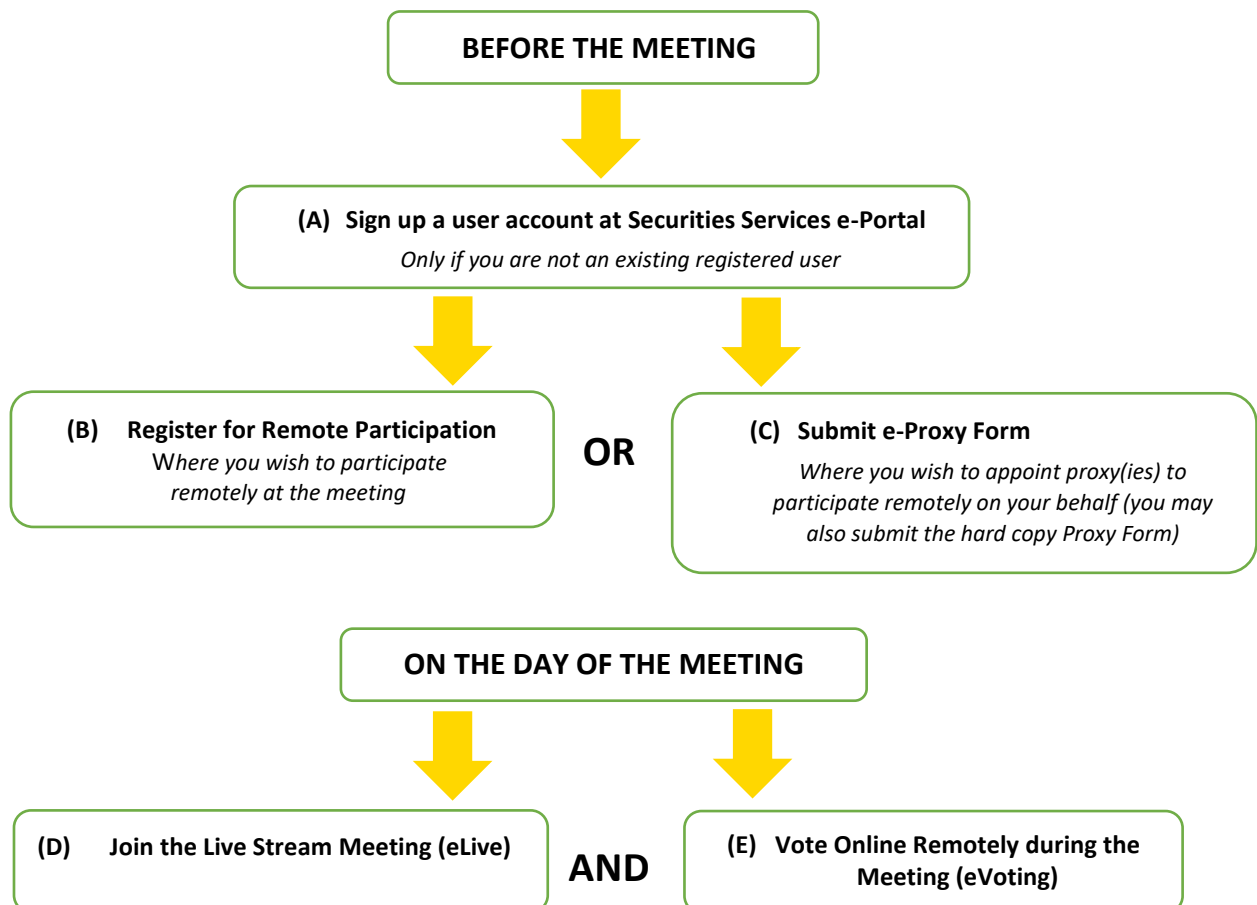 BEFORE THE MEETING
(A) Sign up a user account at Securities Services e-Portal
Only if you are not an existing registered user
(B) Register for Remote Participation
Where you wish to participate
remotely at the meeting
OR
(C) Submit e-Proxy Form
Where you wish to appoint proxy(ies) to
participate remotely on your behalf (you may
also submit the hard copy Proxy Form)
ON THE DAY OF THE MEETING
(D) Join the Live Stream Meeting (eLive)
AND
(E) Vote Online Remotely during the
Meeting (eVoting)